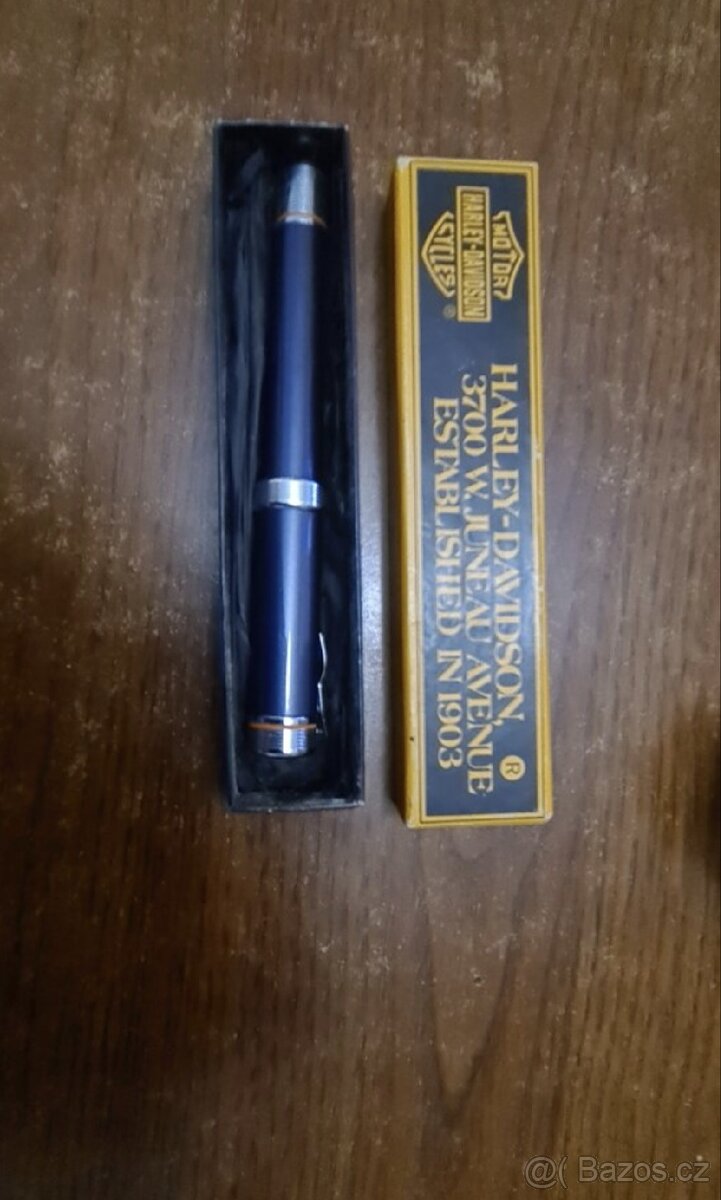 MOTOR
HARLEY-DAVIDSON
CYCLES
®
HARLEY-DAVIDSON, ®
3700 W. JUNEAU AVENUE
ESTABLISHED IN 1903
@( Bazos.cz